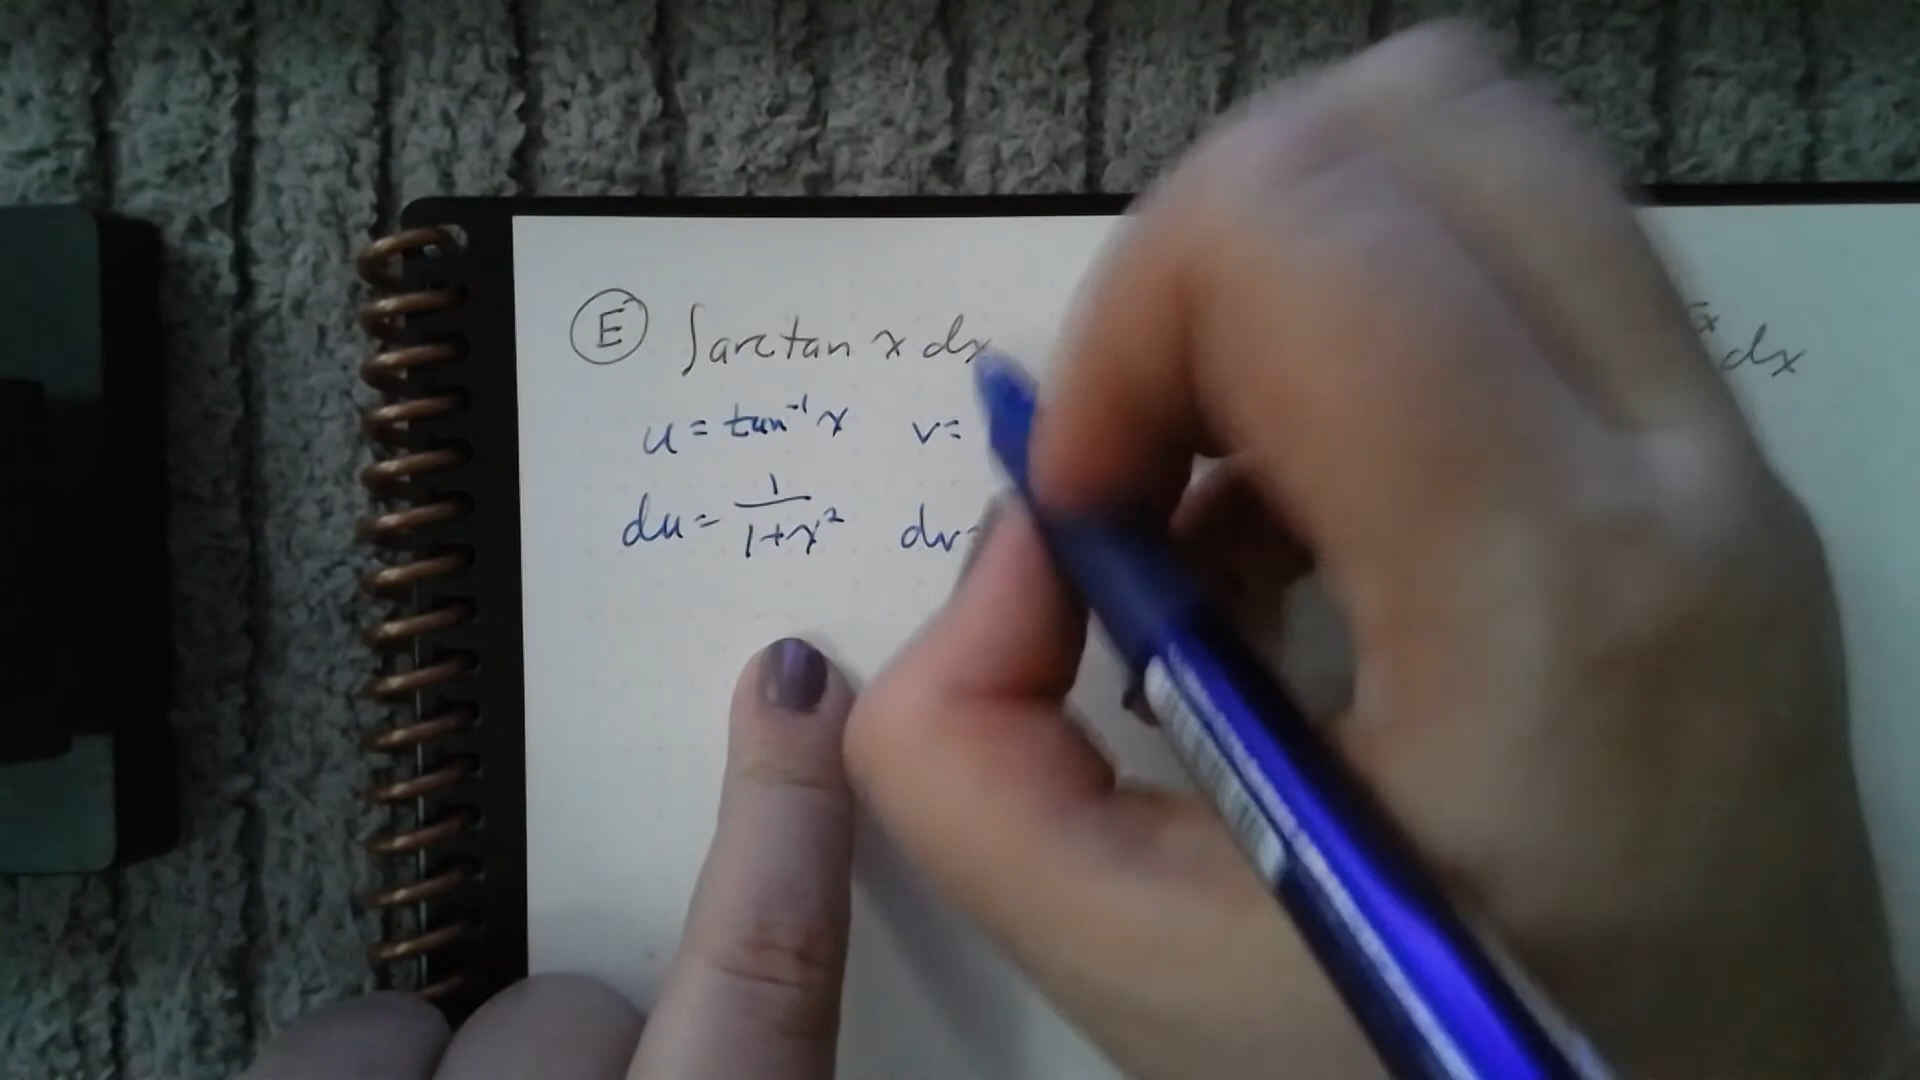 E ∫arctan x dx
u = tan⁻¹ x v =
du = 1/(1+x²) dv =
dx